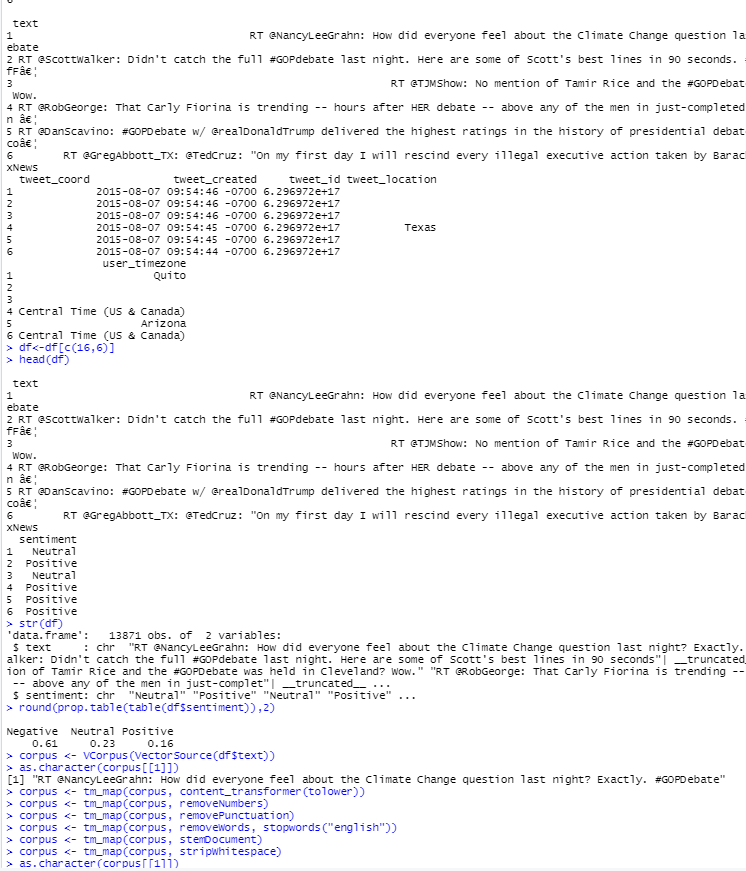 6
text
1 RT @NancyLeeGrahn: How did everyone feel about the Climate Change question la
ebate
2 RT @ScottWalker: Didn't catch the full #GOPdebate last night. Here are some of Scott's best lines in 90 seconds. #
fFâ€¦
3 RT @TJMShow: No mention of Tamir Rice and the #GOPDebat
Wow.
4 RT @RobGeorge: That Carly Fiorina is trending -- hours after HER debate -- above any of the men in just-completed
n â€¦
5 RT @DanScavino: #GOPDebate w/ @realDonaldTrump delivered the highest ratings in the history of presidential debat
coâ€¦
6 RT @GregAbbott_TX: @TedCruz: "On my first day I will rescind every illegal executive action taken by Barack
xNews
tweet_coord tweet_created tweet_id tweet_location
1 2015-08-07 09:54:46 -0700 6.296972e+17
2 2015-08-07 09:54:46 -0700 6.296972e+17
3 2015-08-07 09:54:46 -0700 6.296972e+17
4 2015-08-07 09:54:45 -0700 6.296972e+17 Texas
5 2015-08-07 09:54:45 -0700 6.296972e+17
6 2015-08-07 09:54:44 -0700 6.296972e+17
user_timezone
1 Quito
2
3
4 Central Time (US & Canada)
5 Arizona
6 Central Time (US & Canada)
> df<-df[c(16,6)]
> head(df)
text
1 RT @NancyLeeGrahn: How did everyone feel about the Climate Change question la
ebate
2 RT @ScottWalker: Didn't catch the full #GOPdebate last night. Here are some of Scott's best lines in 90 seconds. #
fFâ€¦
3 RT @TJMShow: No mention of Tamir Rice and the #GOPDebat
Wow.
4 RT @RobGeorge: That Carly Fiorina is trending -- hours after HER debate -- above any of the men in just-completed
n â€¦
5 RT @DanScavino: #GOPDebate w/ @realDonaldTrump delivered the highest ratings in the history of presidential debat
coâ€¦
6 RT @GregAbbott_TX: @TedCruz: "On my first day I will rescind every illegal executive action taken by Barack
xNews
sentiment
1 Neutral
2 Positive
3 Neutral
4 Positive
5 Positive
6 Positive
> str(df)
'data.frame': 13871 obs. of 2 variables:
$ text : chr "RT @NancyLeeGrahn: How did everyone feel about the Climate Change question last night? Exactly.
alker: Didn't catch the full #GOPdebate last night. Here are some of Scott's best lines in 90 seconds"| __truncated_
ion of Tamir Rice and the #GOPDebate was held in Cleveland? Wow." "RT @RobGeorge: That Carly Fiorina is trending --
-- above any of the men in just-complet"| __truncated__ ...
$ sentiment: chr "Neutral" "Positive" "Neutral" "Positive" ...
> round(prop.table(table(df$sentiment)),2)
Negative Neutral Positive
0.61 0.23 0.16
> corpus <- VCorpus(VectorSource(df$text))
> as.character(corpus[[1]])
[1] "RT @NancyLeeGrahn: How did everyone feel about the Climate Change question last night? Exactly. #GOPDebate"
> corpus <- tm_map(corpus, content_transformer(tolower))
> corpus <- tm_map(corpus, removeNumbers)
> corpus <- tm_map(corpus, removePunctuation)
> corpus <- tm_map(corpus, removeWords, stopwords("english"))
> corpus <- tm_map(corpus, stemDocument)
> corpus <- tm_map(corpus, stripWhitespace)
> as.character(corpus[[1]])